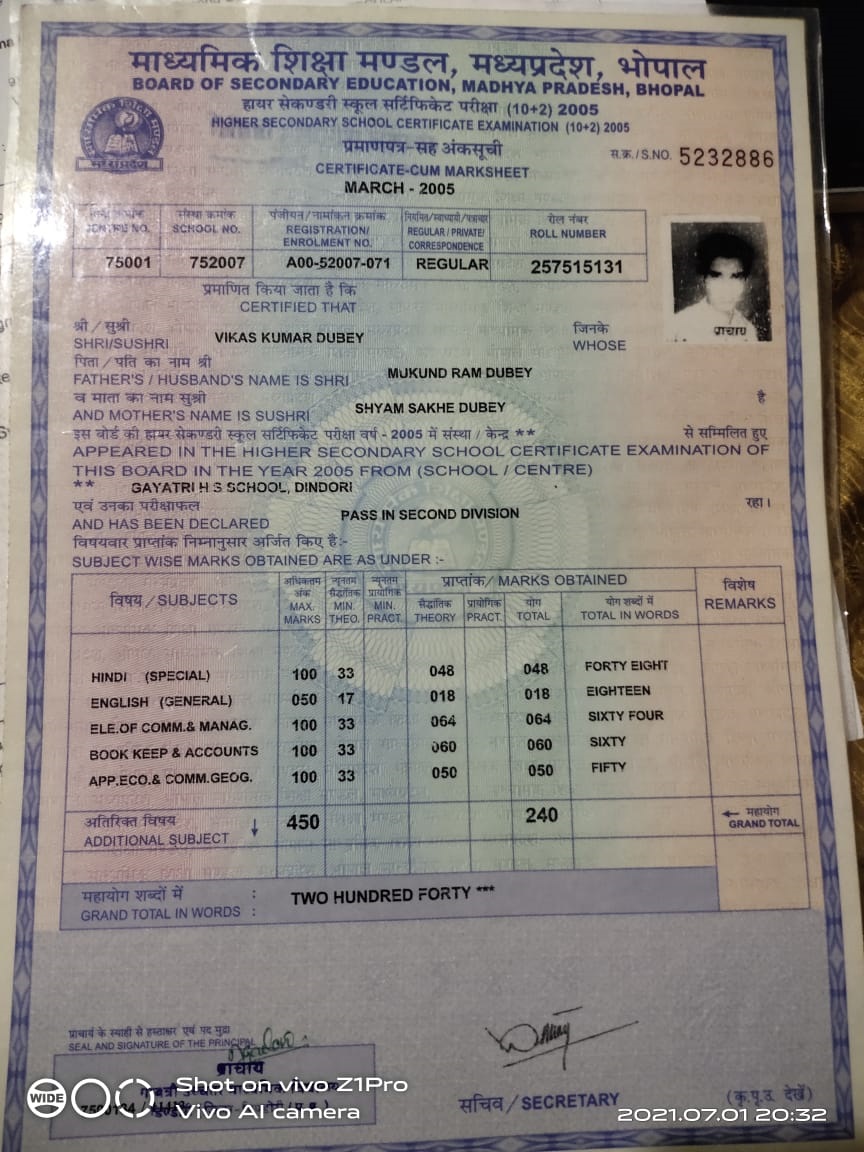 माध्यमिक शिक्षा मण्डल, मध्यप्रदेश, भोपाल
BOARD OF SECONDARY EDUCATION, MADHYA PRADESH, BHOPAL
हायर सेकण्डरी स्कूल सर्टिफिकेट परीक्षा (10+2) 2005
HIGHER SECONDARY SCHOOL CERTIFICATE EXAMINATION (10+2) 2005
प्रमाणपत्र-सह अंकसूची
स.क्र./S.NO. 5232886
CERTIFICATE-CUM MARKSHEET
MARCH - 2005
संस्था क्रमांक पंजीयन/नामांकन क्रमांक नियमित/स्वाध्यायी/पत्राचार रोल नंबर
CENTRE NO. SCHOOL NO. REGISTRATION/ ENROLMENT NO. REGULAR / PRIVATE/ CORRESPONDENCE ROLL NUMBER
75001 752007 A00-52007-071 REGULAR 257515131
प्राचार्य
प्रमाणित किया जाता है कि
CERTIFIED THAT
श्री / सुश्री जिनके
SHRI/SUSHRI VIKAS KUMAR DUBEY WHOSE
पिता / पति का नाम श्री
FATHER'S / HUSBAND'S NAME IS SHRI MUKUND RAM DUBEY
व माता का नाम सुश्री है
AND MOTHER'S NAME IS SUSHRI SHYAM SAKHE DUBEY
इस बोर्ड की हायर सेकण्डरी स्कूल सर्टिफिकेट परीक्षा वर्ष - 2005 में संस्था / केन्द्र ** से सम्मिलित हुए
APPEARED IN THE HIGHER SECONDARY SCHOOL CERTIFICATE EXAMINATION OF
THIS BOARD IN THE YEAR 2005 FROM (SCHOOL / CENTRE)
** GAYATRI H S SCHOOL, DINDORI
एवं उनका परीक्षाफल रहा।
AND HAS BEEN DECLARED PASS IN SECOND DIVISION
विषयवार प्राप्तांक निम्नानुसार अर्जित किए है:-
SUBJECT WISE MARKS OBTAINED ARE AS UNDER :-
विषय / SUBJECTS अधिकतम अंक MAX. MARKS न्यूनतम सैद्धांतिक MIN. THEO. न्यूनतम प्रायोगिक MIN. PRACT. प्राप्तांक/ MARKS OBTAINED विशेष REMARKS
सैद्धांतिक THEORY प्रायोगिक PRACT. योग TOTAL योग शब्दों में TOTAL IN WORDS
HINDI (SPECIAL) 100 33 048 048 FORTY EIGHT
ENGLISH (GENERAL) 050 17 018 018 EIGHTEEN
ELE.OF COMM.& MANAG. 100 33 064 064 SIXTY FOUR
BOOK KEEP & ACCOUNTS 100 33 060 060 SIXTY
APP.ECO.& COMM.GEOG. 100 33 050 050 FIFTY
अतिरिक्त विषय ↓ 450 240 ← महायोग
ADDITIONAL SUBJECT GRAND TOTAL
महायोग शब्दों में : TWO HUNDRED FORTY ***
GRAND TOTAL IN WORDS :
प्राचार्य के स्याही से हस्ताक्षर एवं पद मुद्रा
SEAL AND SIGNATURE OF THE PRINCIPAL
प्राचार्य
सचिव / SECRETARY (कृ.पृ.उ. देखें)
WIDE Shot on vivo Z1Pro
Vivo AI camera
2021.07.01 20:32